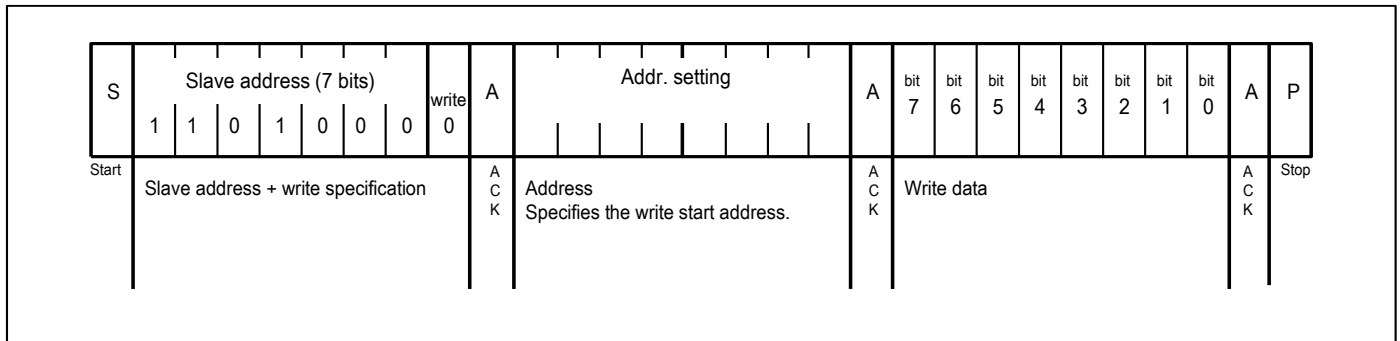 S Slave address (7 bits) write A Addr. setting A bit bit bit bit bit bit bit bit A P
7 6 5 4 3 2 1 0
1 1 0 1 0 0 0 0
Start A C K A C K A C K Stop
Slave address + write specification Address Write data
Specifies the write start address.